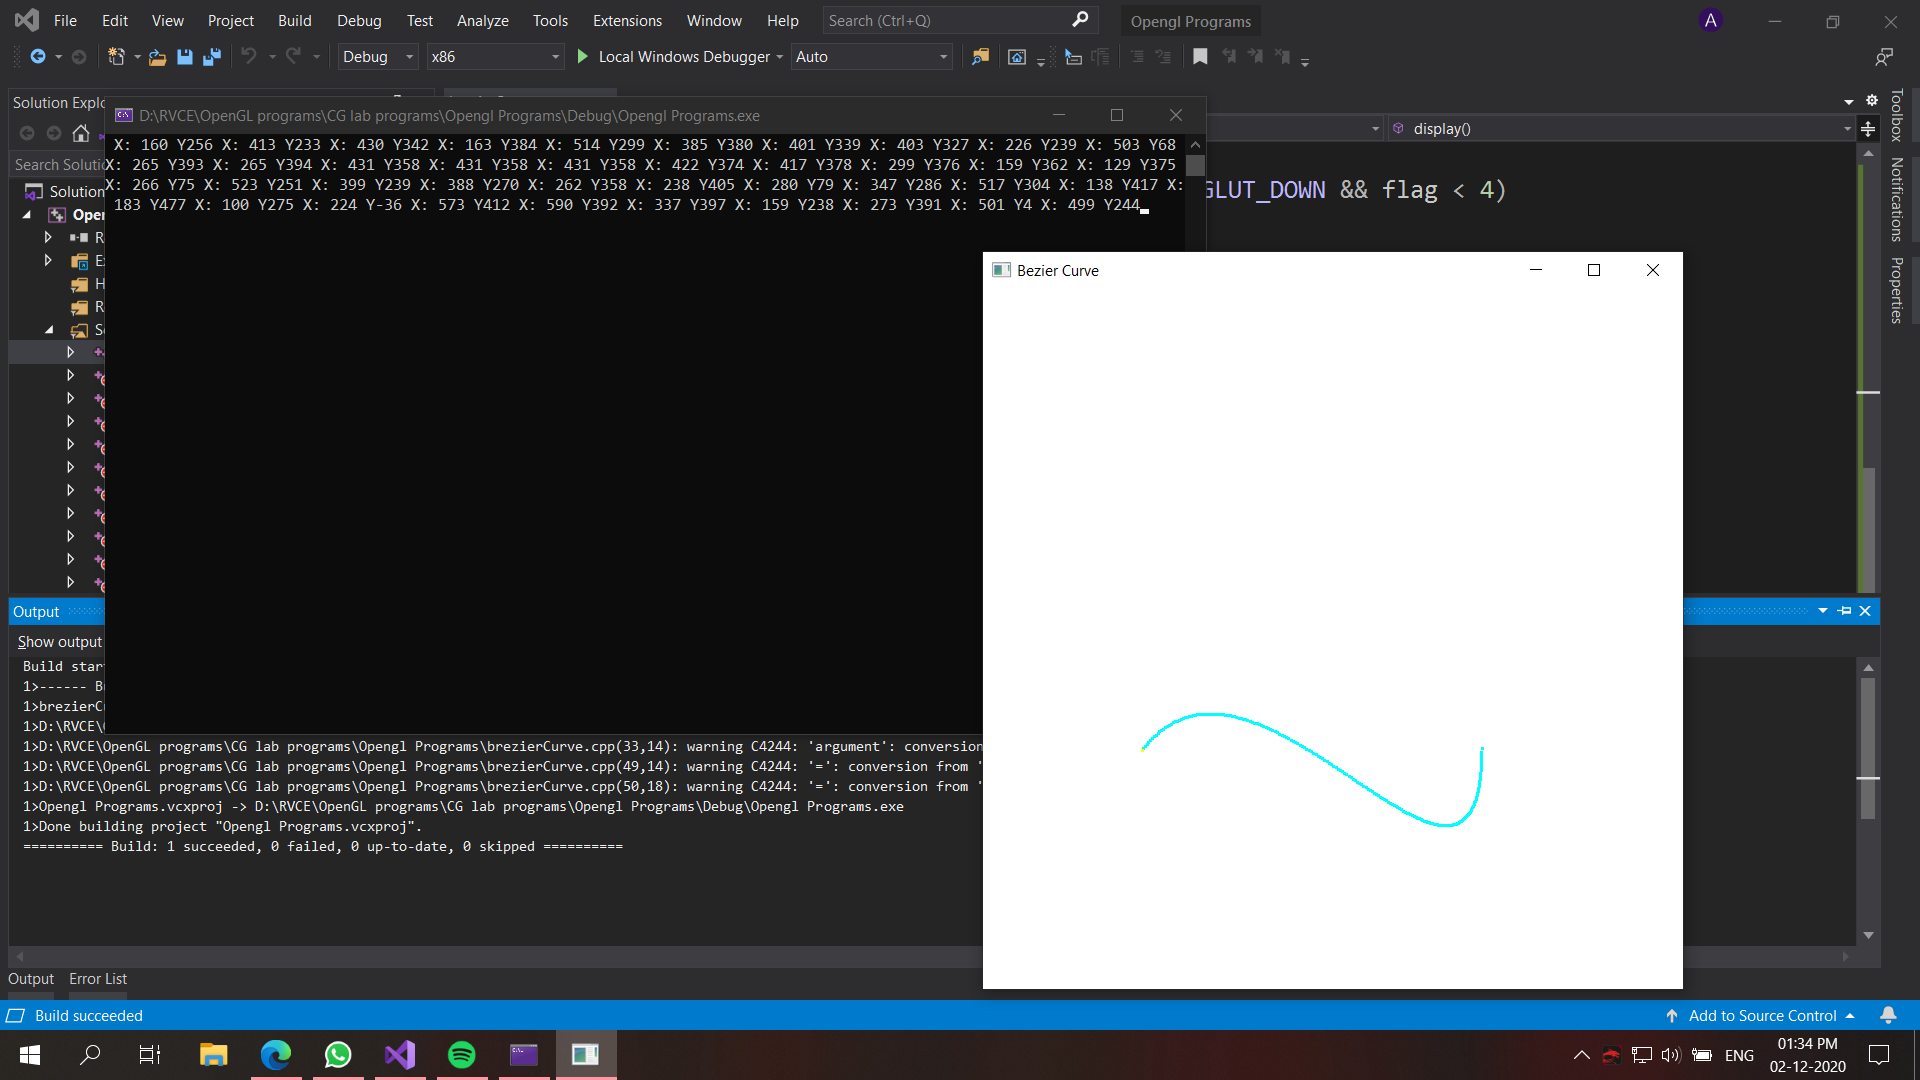 File Edit View Project Build Debug Test Analyze Tools Extensions Window Help Search (Ctrl+Q) Opengl Programs A
Debug x86 Local Windows Debugger Auto
Solution Explo
D:\RVCE\OpenGL programs\CG lab programs\Opengl Programs\Debug\Opengl Programs.exe
display()
Search Solutio
X: 160 Y256 X: 413 Y233 X: 430 Y342 X: 163 Y384 X: 514 Y299 X: 385 Y380 X: 401 Y339 X: 403 Y327 X: 226 Y239 X: 503 Y68
X: 265 Y393 X: 265 Y394 X: 431 Y358 X: 431 Y358 X: 431 Y358 X: 422 Y374 X: 417 Y378 X: 299 Y376 X: 159 Y362 X: 129 Y375
X: 266 Y75 X: 523 Y251 X: 399 Y239 X: 388 Y270 X: 262 Y358 X: 238 Y405 X: 280 Y79 X: 347 Y286 X: 517 Y304 X: 138 Y417 X:
183 Y477 X: 100 Y275 X: 224 Y-36 X: 573 Y412 X: 590 Y392 X: 337 Y397 X: 159 Y238 X: 273 Y391 X: 501 Y4 X: 499 Y244
GLUT_DOWN && flag < 4)
Solution
Open
R
E
H
R
S
Toolbox
Notifications
Properties
Bezier Curve
Output
Show output
Build star
1>------ B
1>brezierC
1>D:\RVCE\
1>D:\RVCE\OpenGL programs\CG lab programs\Opengl Programs\brezierCurve.cpp(33,14): warning C4244: 'argument': conversion
1>D:\RVCE\OpenGL programs\CG lab programs\Opengl Programs\brezierCurve.cpp(49,14): warning C4244: '=': conversion from '
1>D:\RVCE\OpenGL programs\CG lab programs\Opengl Programs\brezierCurve.cpp(50,18): warning C4244: '=': conversion from '
1>Opengl Programs.vcxproj -> D:\RVCE\OpenGL programs\CG lab programs\Opengl Programs\Debug\Opengl Programs.exe
1>Done building project "Opengl Programs.vcxproj".
========== Build: 1 succeeded, 0 failed, 0 up-to-date, 0 skipped ==========
Output Error List
Build succeeded Add to Source Control
ENG 01:34 PM
02-12-2020